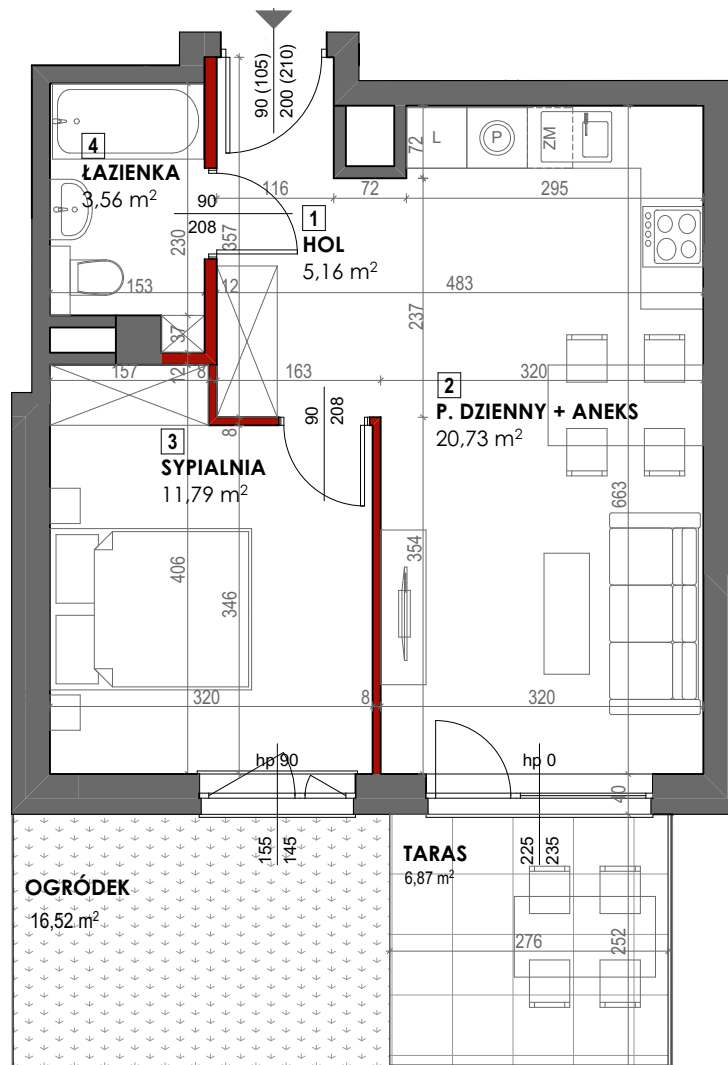 90 (105)
200 (210)
4
ŁAZIENKA
3,56 m²
72
L
P
ZM
90
208
116
72
295
1
HOL
5,16 m²
230
357
153
12
483
237
37
12
157
8
163
320
90
208
2
P. DZIENNY + ANEKS
20,73 m²
8
3
SYPIALNIA
11,79 m²
663
406
346
354
320
8
320
hp 90
hp 0
40
155
145
225
235
OGRÓDEK
16,52 m²
TARAS
6,87 m²
276
252